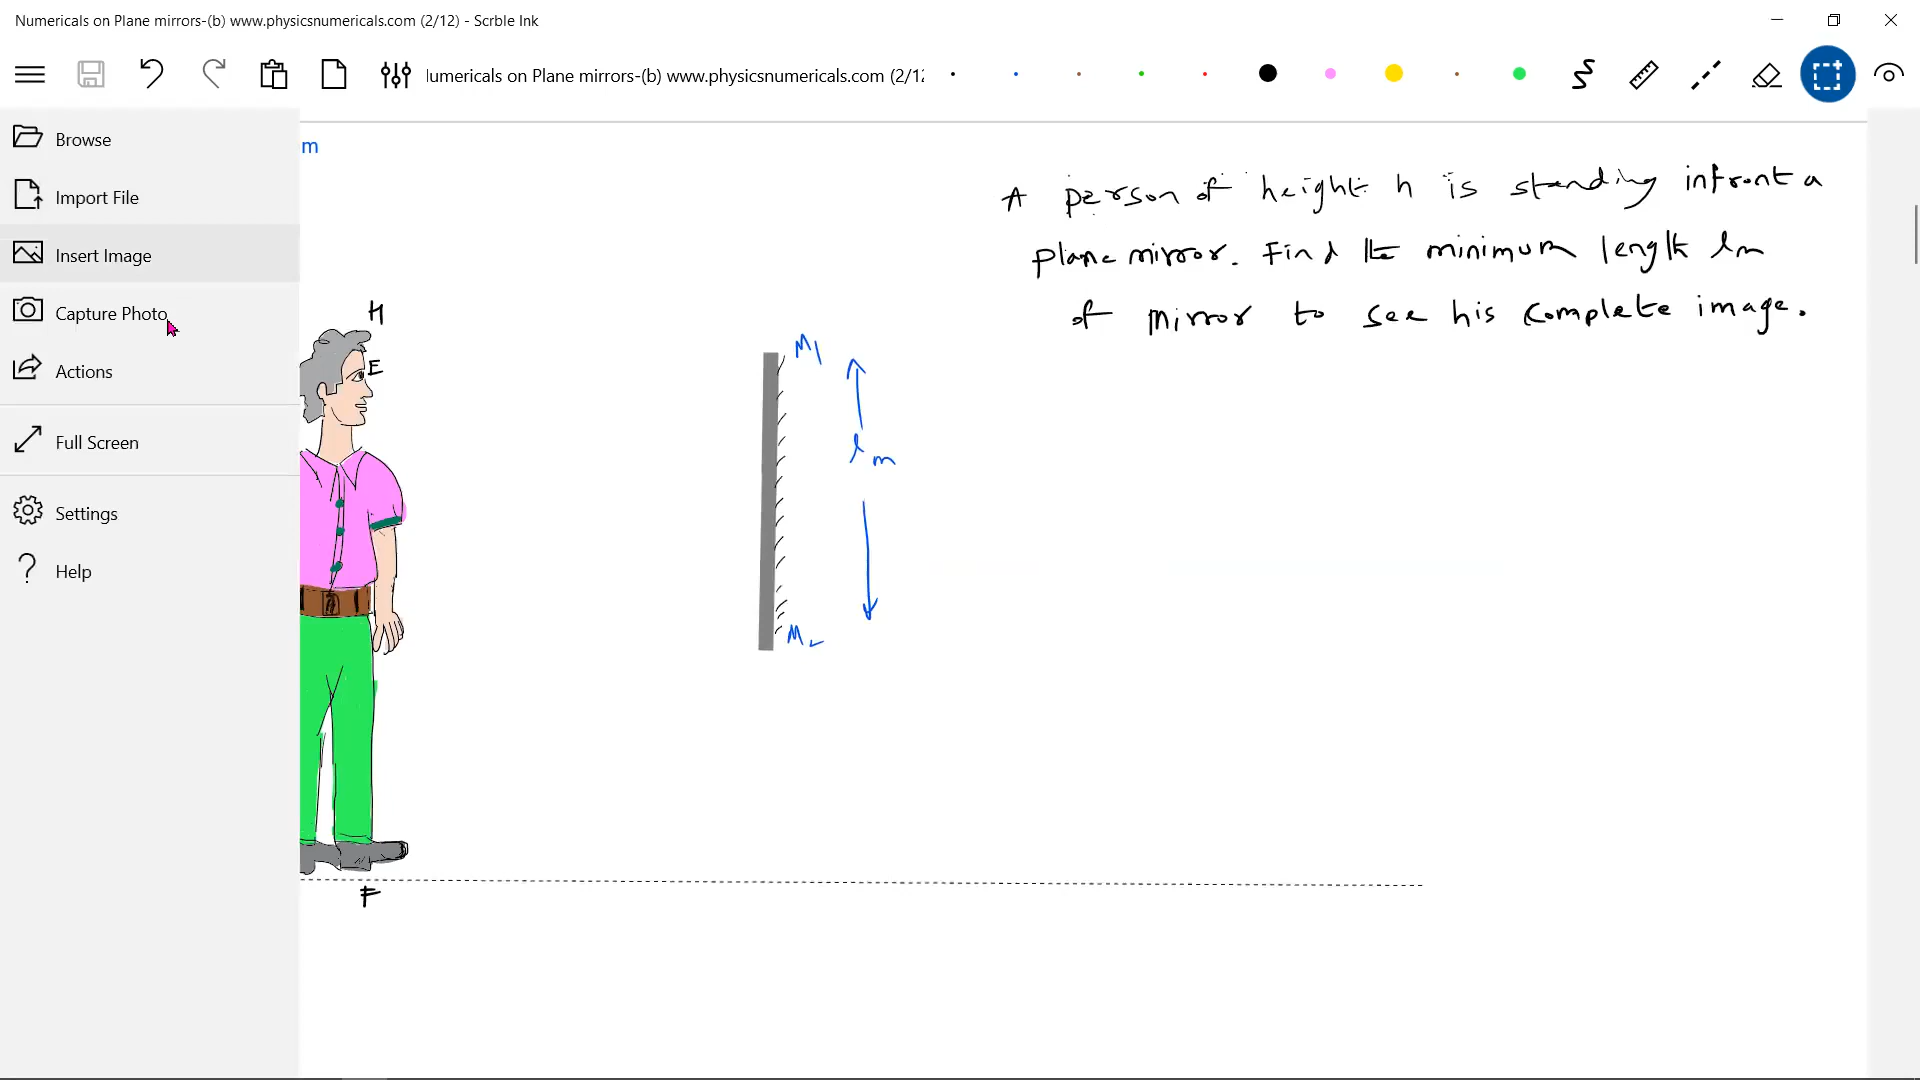 Numericals on Plane mirrors-(b) www.physicsnumericals.com (2/12) - Scrble Ink
umericals on Plane mirrors-(b) www.physicsnumericals.com (2/12
Browse
Import File
Insert Image
Capture Photo
Actions
Full Screen
Settings
Help
m
A person of height h is standing infront a
plane mirror. Find the minimum length lm
of mirror to see his complete image.
H
E
M1
lm
M2
F